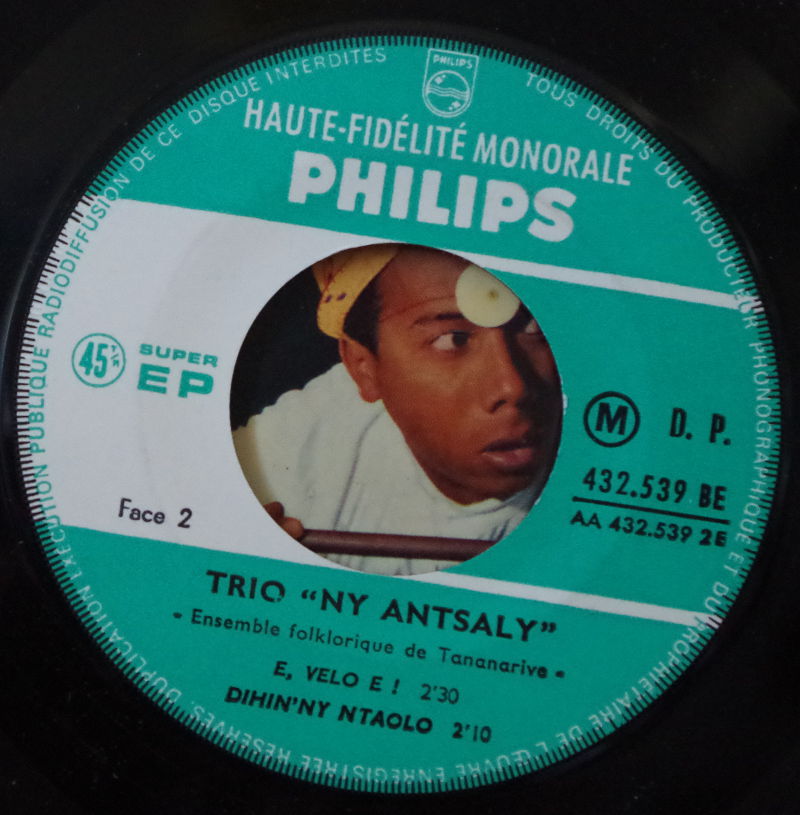 PHILIPS
TOUS DROITS DU PRODUCTEUR PHONOGRAPHIQUE ET DU PROPRIÉTAIRE DE L'ŒUVRE ENREGISTRÉE RÉSERVÉS. DUPLICATION EXÉCUTION PUBLIQUE RADIODIFFUSION DE CE DISQUE INTERDITES
HAUTE-FIDÉLITÉ MONORALE
PHILIPS
45 T/M
SUPER
EP
M D. P.
432.539 BE
AA 432.539 2E
Face 2
TRIO "NY ANTSALY"
- Ensemble folklorique de Tananarive -
E, VELO E ! 2'30
DIHIN'NY NTAOLO 2'10